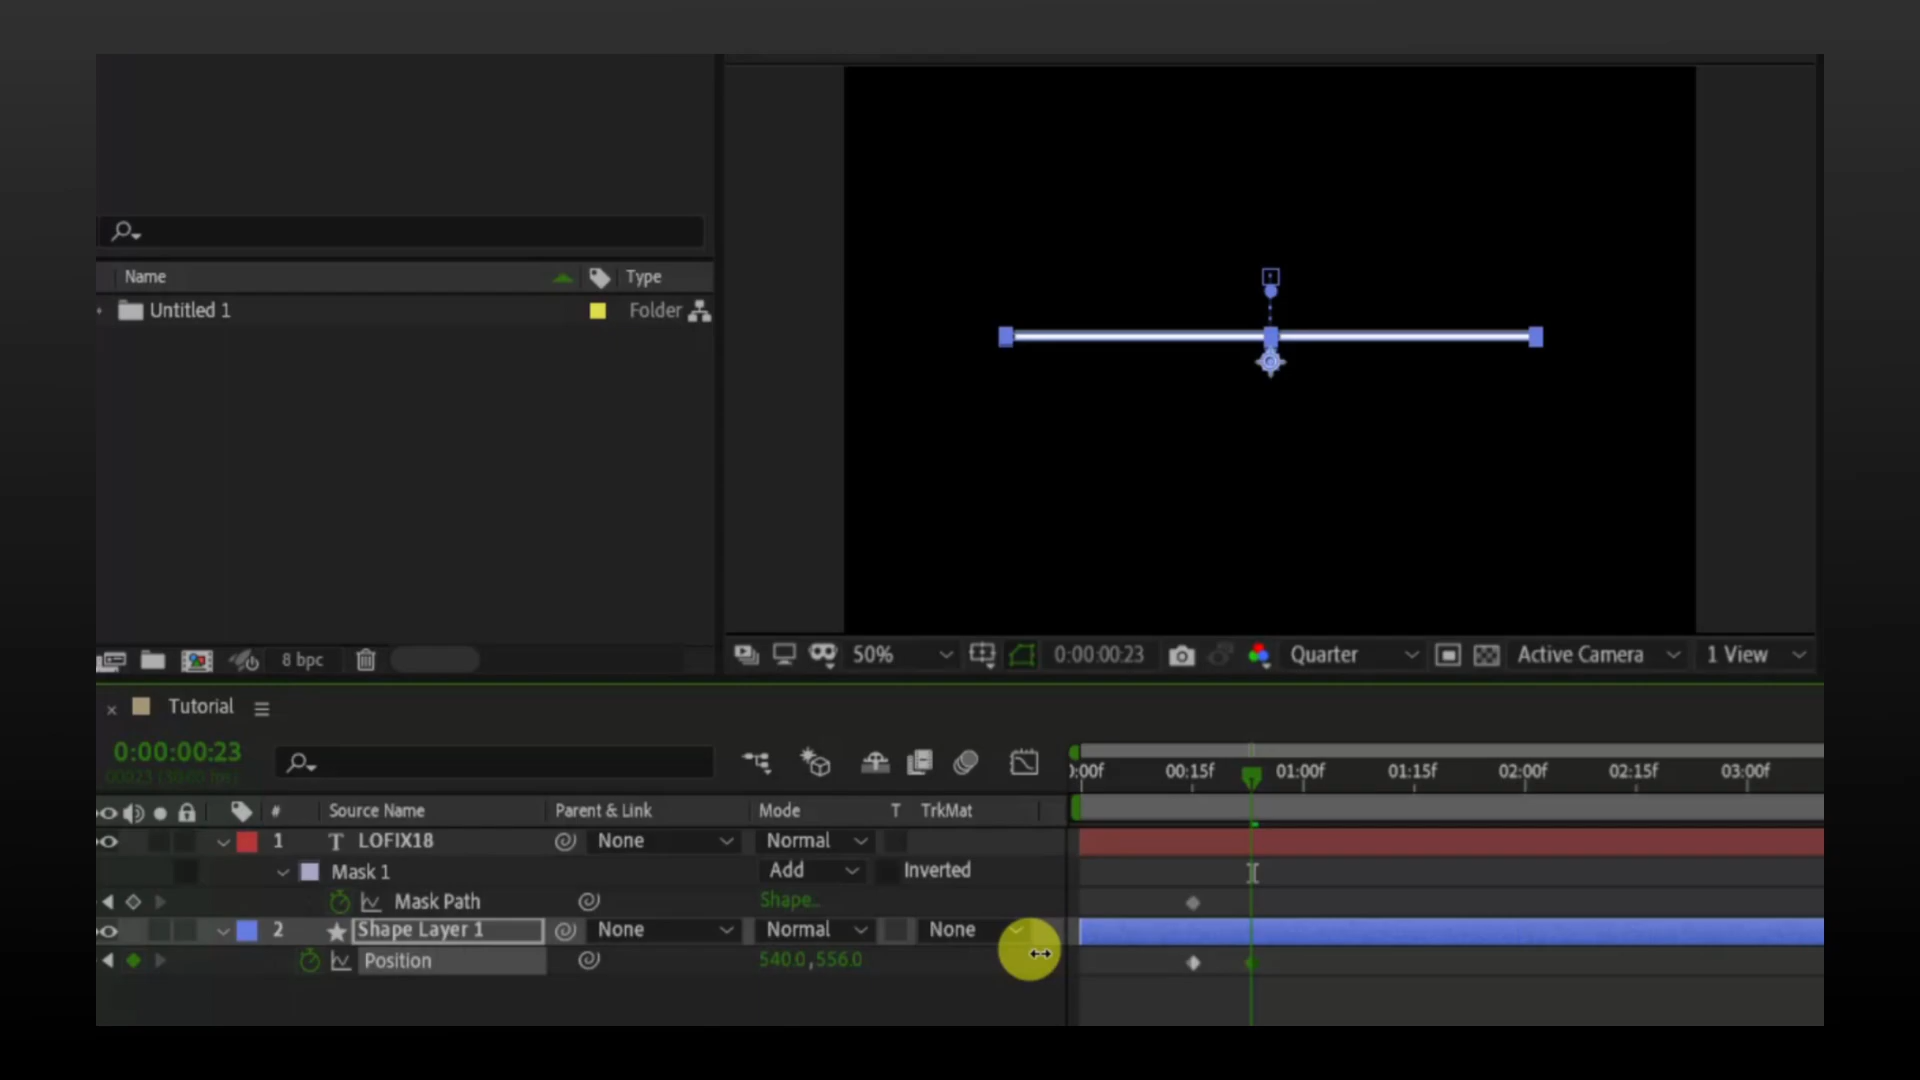 Name Type
Untitled 1 Folder
8 bpc
50% 0:00:00:23 Quarter Active Camera 1 View
Tutorial
0:00:00:23
:00f 00:15f 01:00f 01:15f 02:00f 02:15f 03:00f
# Source Name Parent & Link Mode T TrkMat
1 T LOFIX18 None Normal
Mask 1 Add Inverted
Mask Path Shape...
2 Shape Layer 1 None Normal None
Position 540.0,556.0